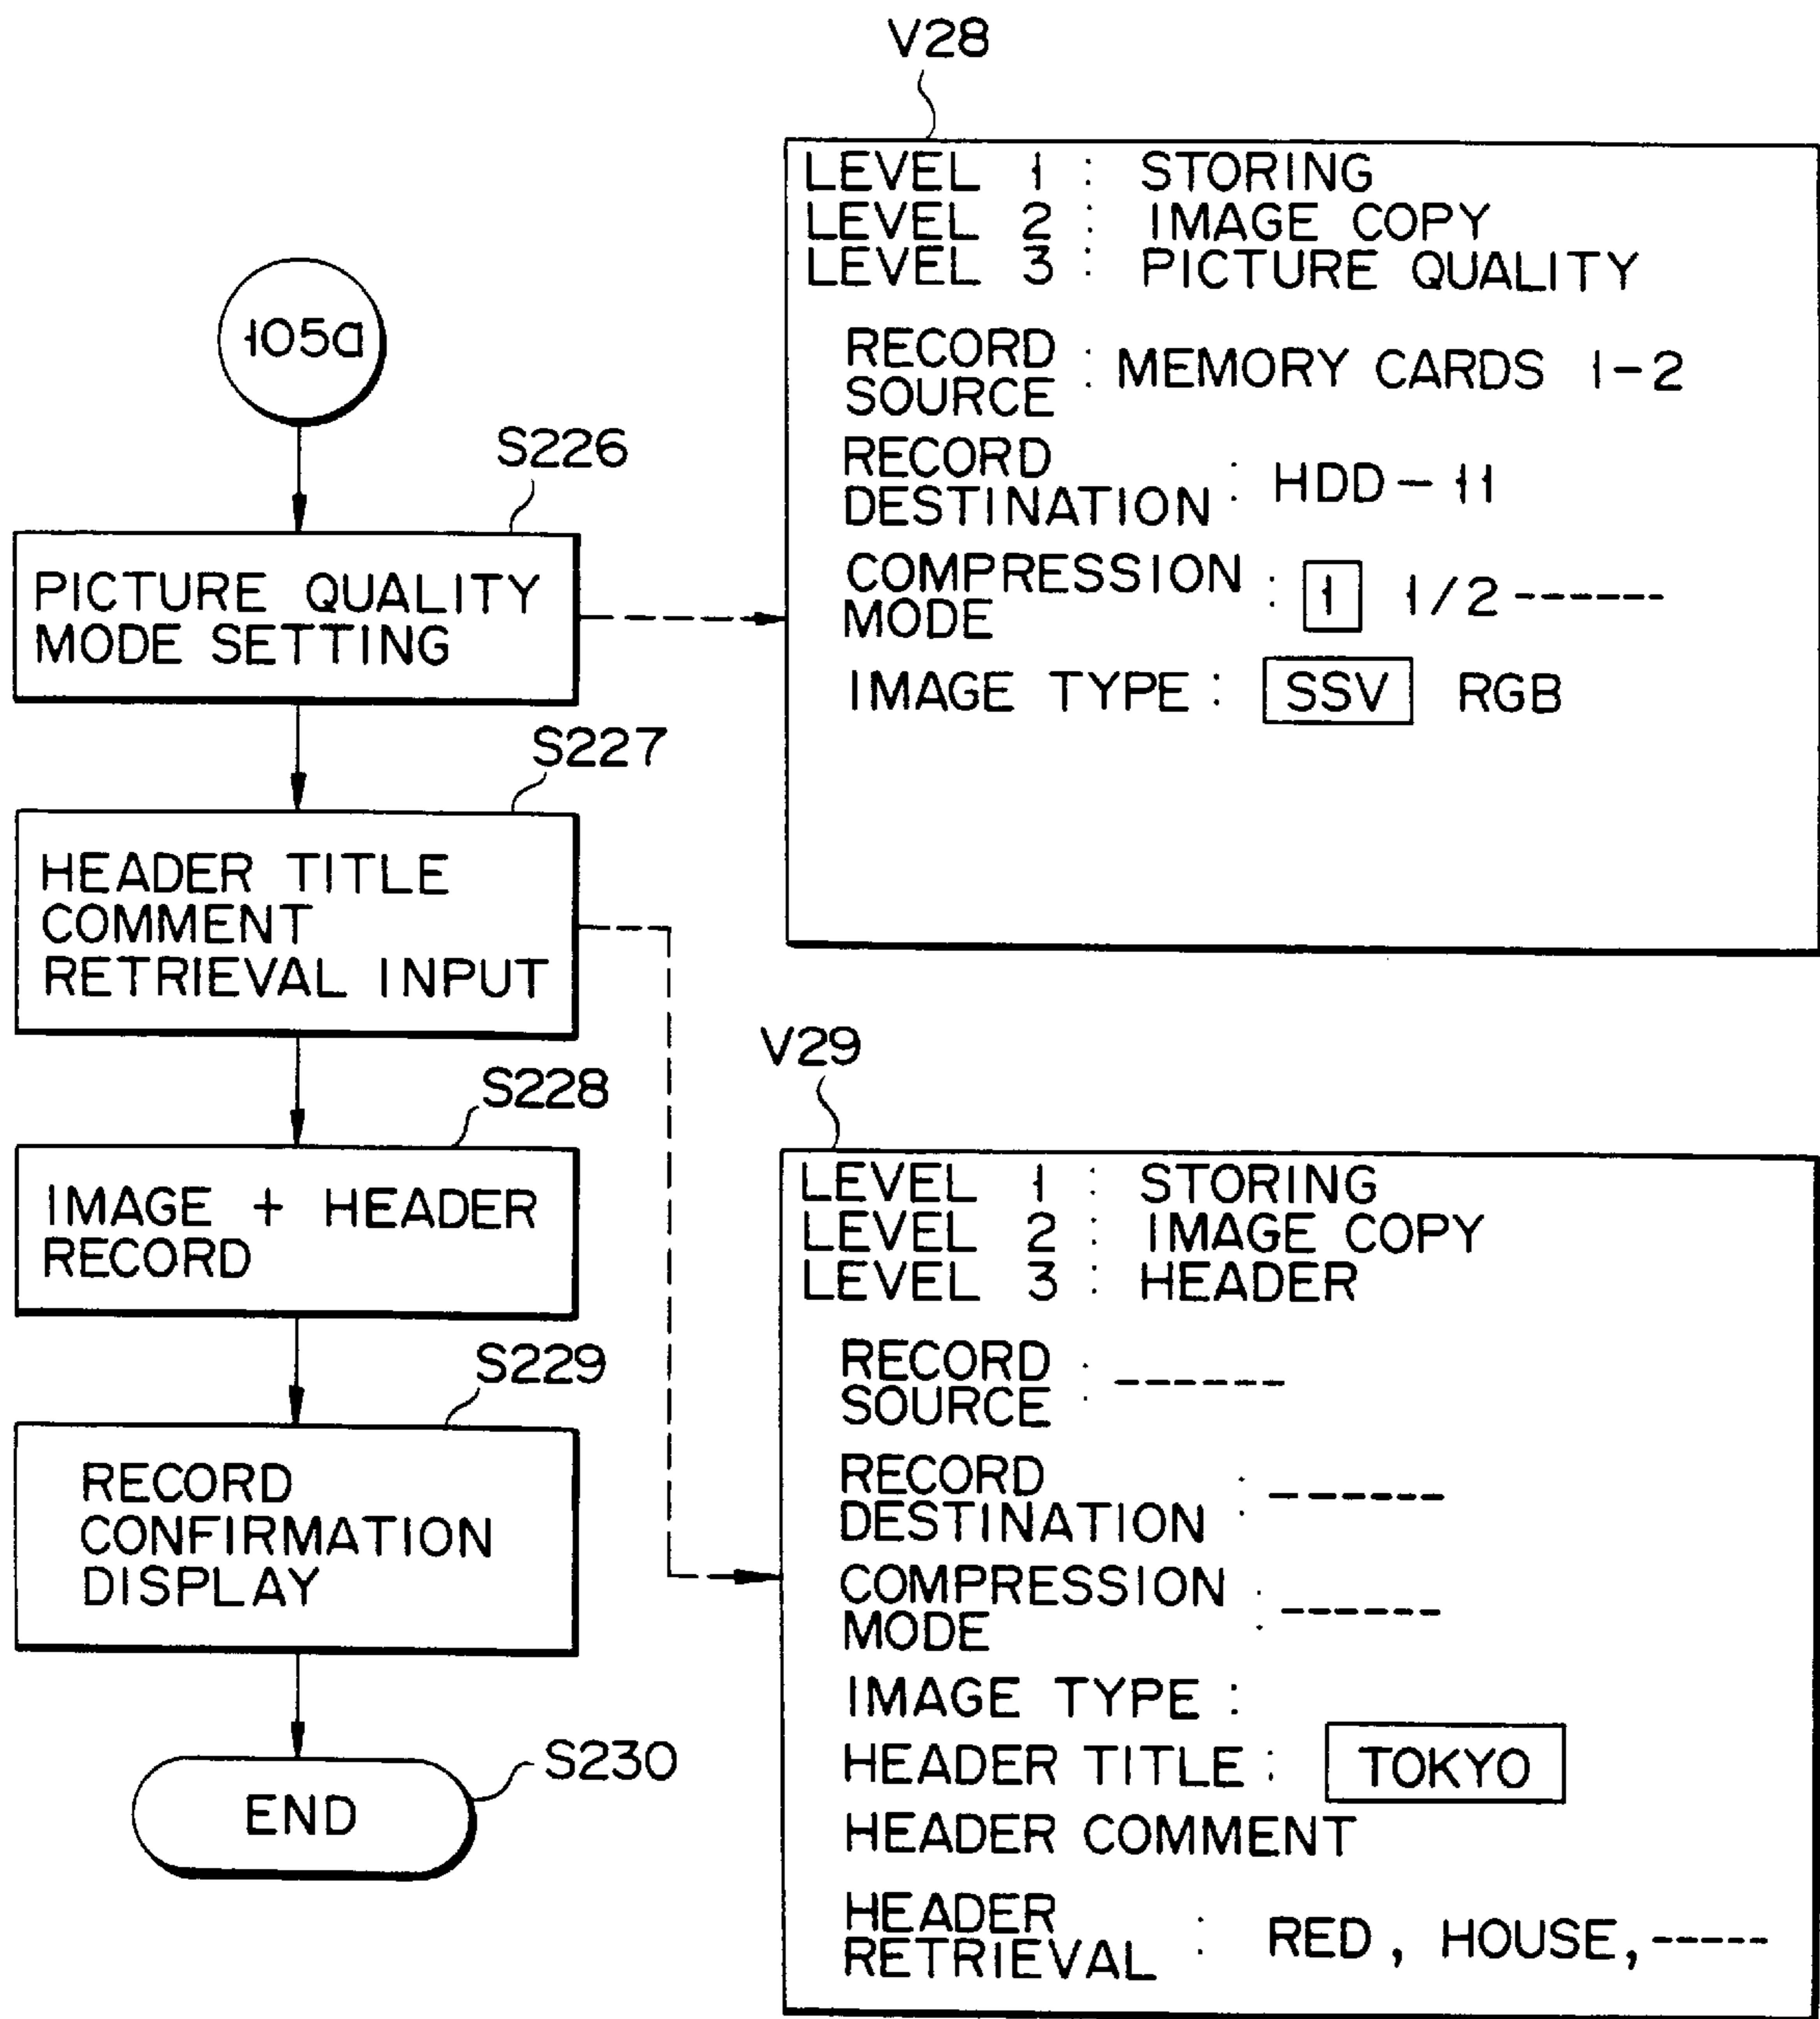 105a
S226
PICTURE QUALITY
MODE SETTING
S227
HEADER TITLE
COMMENT
RETRIEVAL INPUT
S228
IMAGE + HEADER
RECORD
S229
RECORD
CONFIRMATION
DISPLAY
S230
END
V28
LEVEL 1 : STORING
LEVEL 2 : IMAGE COPY
LEVEL 3 : PICTURE QUALITY
RECORD
SOURCE : MEMORY CARDS 1-2
RECORD
DESTINATION : HDD-11
COMPRESSION
MODE : 1 1/2 ------
IMAGE TYPE : SSV RGB
V29
LEVEL 1 : STORING
LEVEL 2 : IMAGE COPY
LEVEL 3 : HEADER
RECORD
SOURCE : ------
RECORD
DESTINATION : ------
COMPRESSION
MODE : ------
IMAGE TYPE :
HEADER TITLE : TOKYO
HEADER COMMENT
HEADER
RETRIEVAL : RED, HOUSE,-----